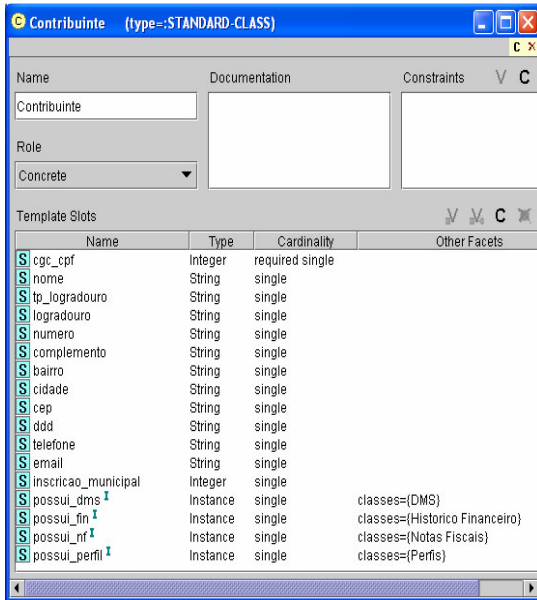 C Contribuinte (type=:STANDARD-CLASS)
C ×
Name Documentation Constraints V C
Contribuinte
Role
Concrete
Template Slots V V C
Name Type Cardinality Other Facets
S cgc_cpf Integer required single
S nome String single
S tp_logradouro String single
S logradouro String single
S numero String single
S complemento String single
S bairro String single
S cidade String single
S cep String single
S ddd String single
S telefone String single
S email String single
S inscricao_municipal Integer single
S possui_dms I Instance single classes={DMS}
S possui_fin I Instance single classes={Historico Financeiro}
S possui_nf I Instance single classes={Notas Fiscais}
S possui_perfil I Instance single classes={Perfis}